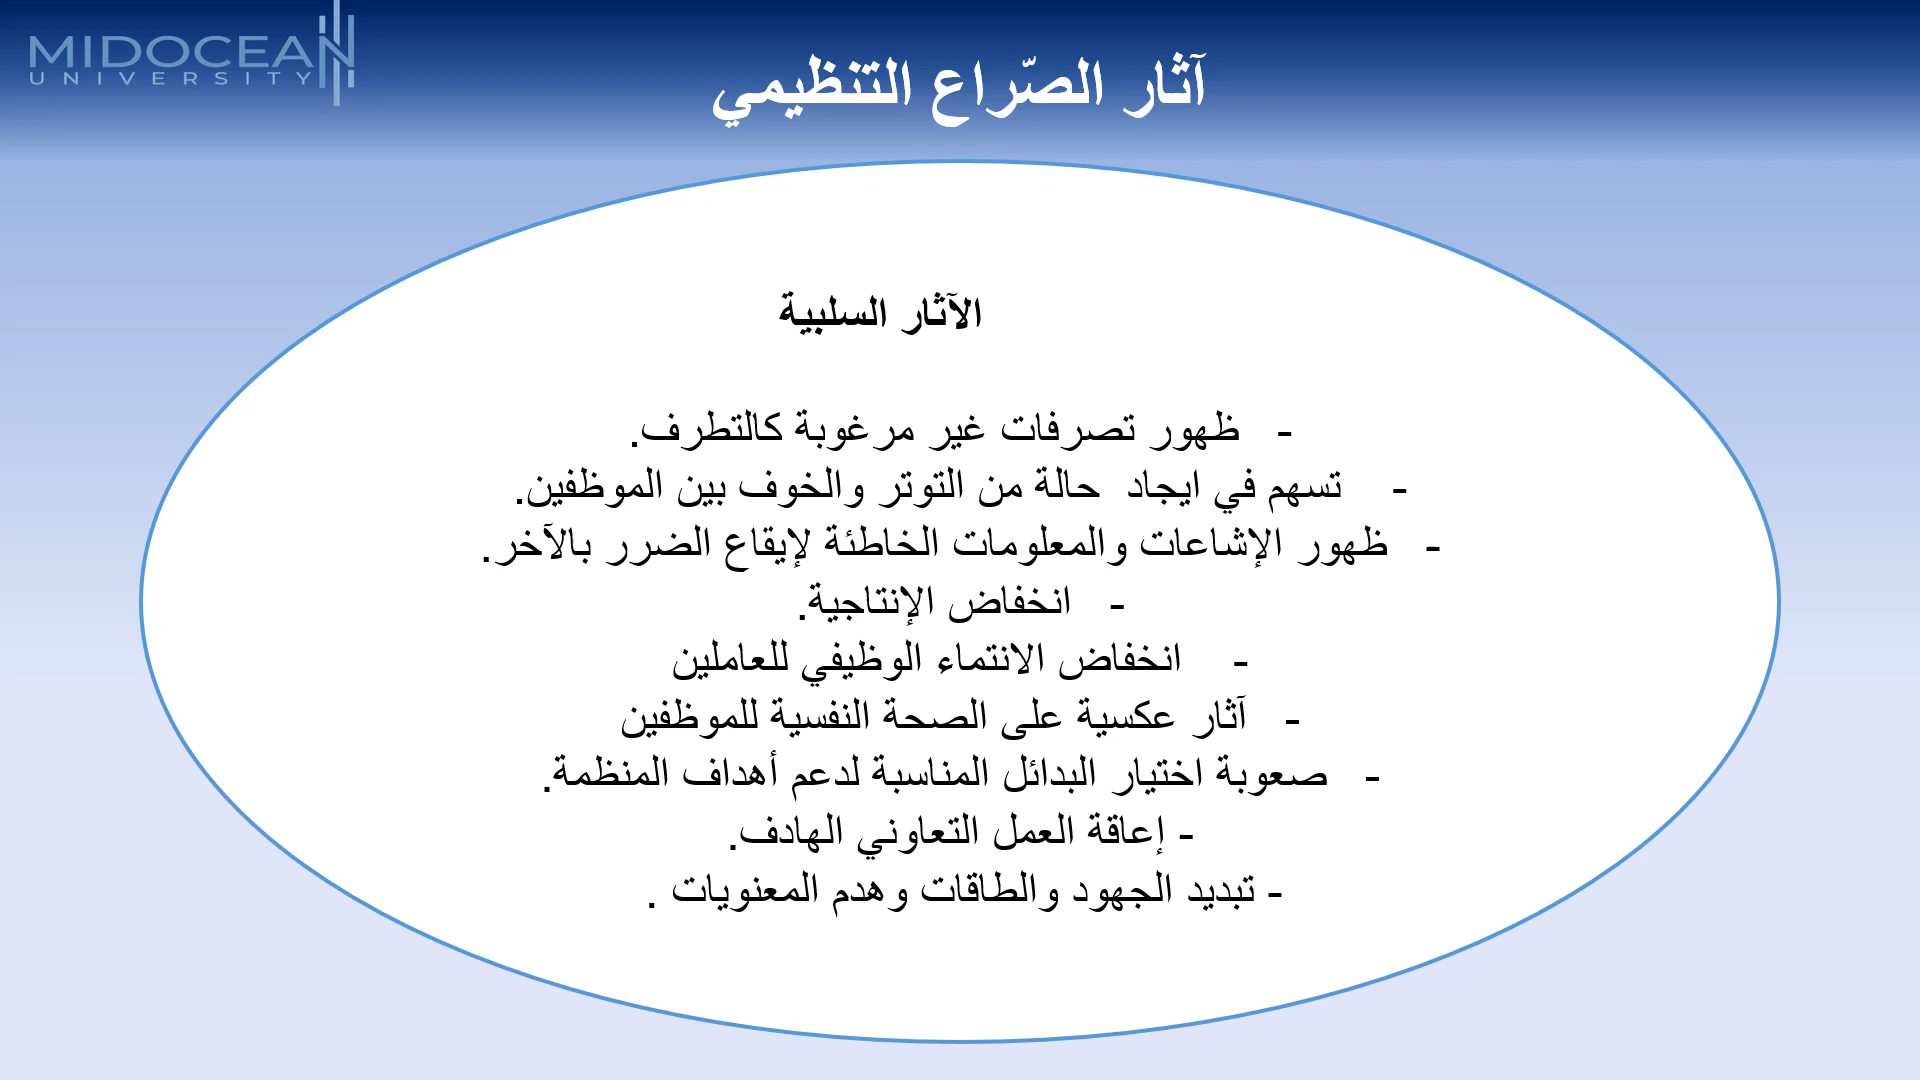 MIDOCEAN
UNIVERSITY
آثار الصّراع التنظيمي
الآثار السلبية
- ظهور تصرفات غير مرغوبة كالتطرف.
- تسهم في ايجاد حالة من التوتر والخوف بين الموظفين.
- ظهور الإشاعات والمعلومات الخاطئة لإيقاع الضرر بالآخر.
- انخفاض الإنتاجية.
- انخفاض الانتماء الوظيفي للعاملين
- آثار عكسية على الصحة النفسية للموظفين
- صعوبة اختيار البدائل المناسبة لدعم أهداف المنظمة.
- إعاقة العمل التعاوني الهادف.
- تبديد الجهود والطاقات وهدم المعنويات .